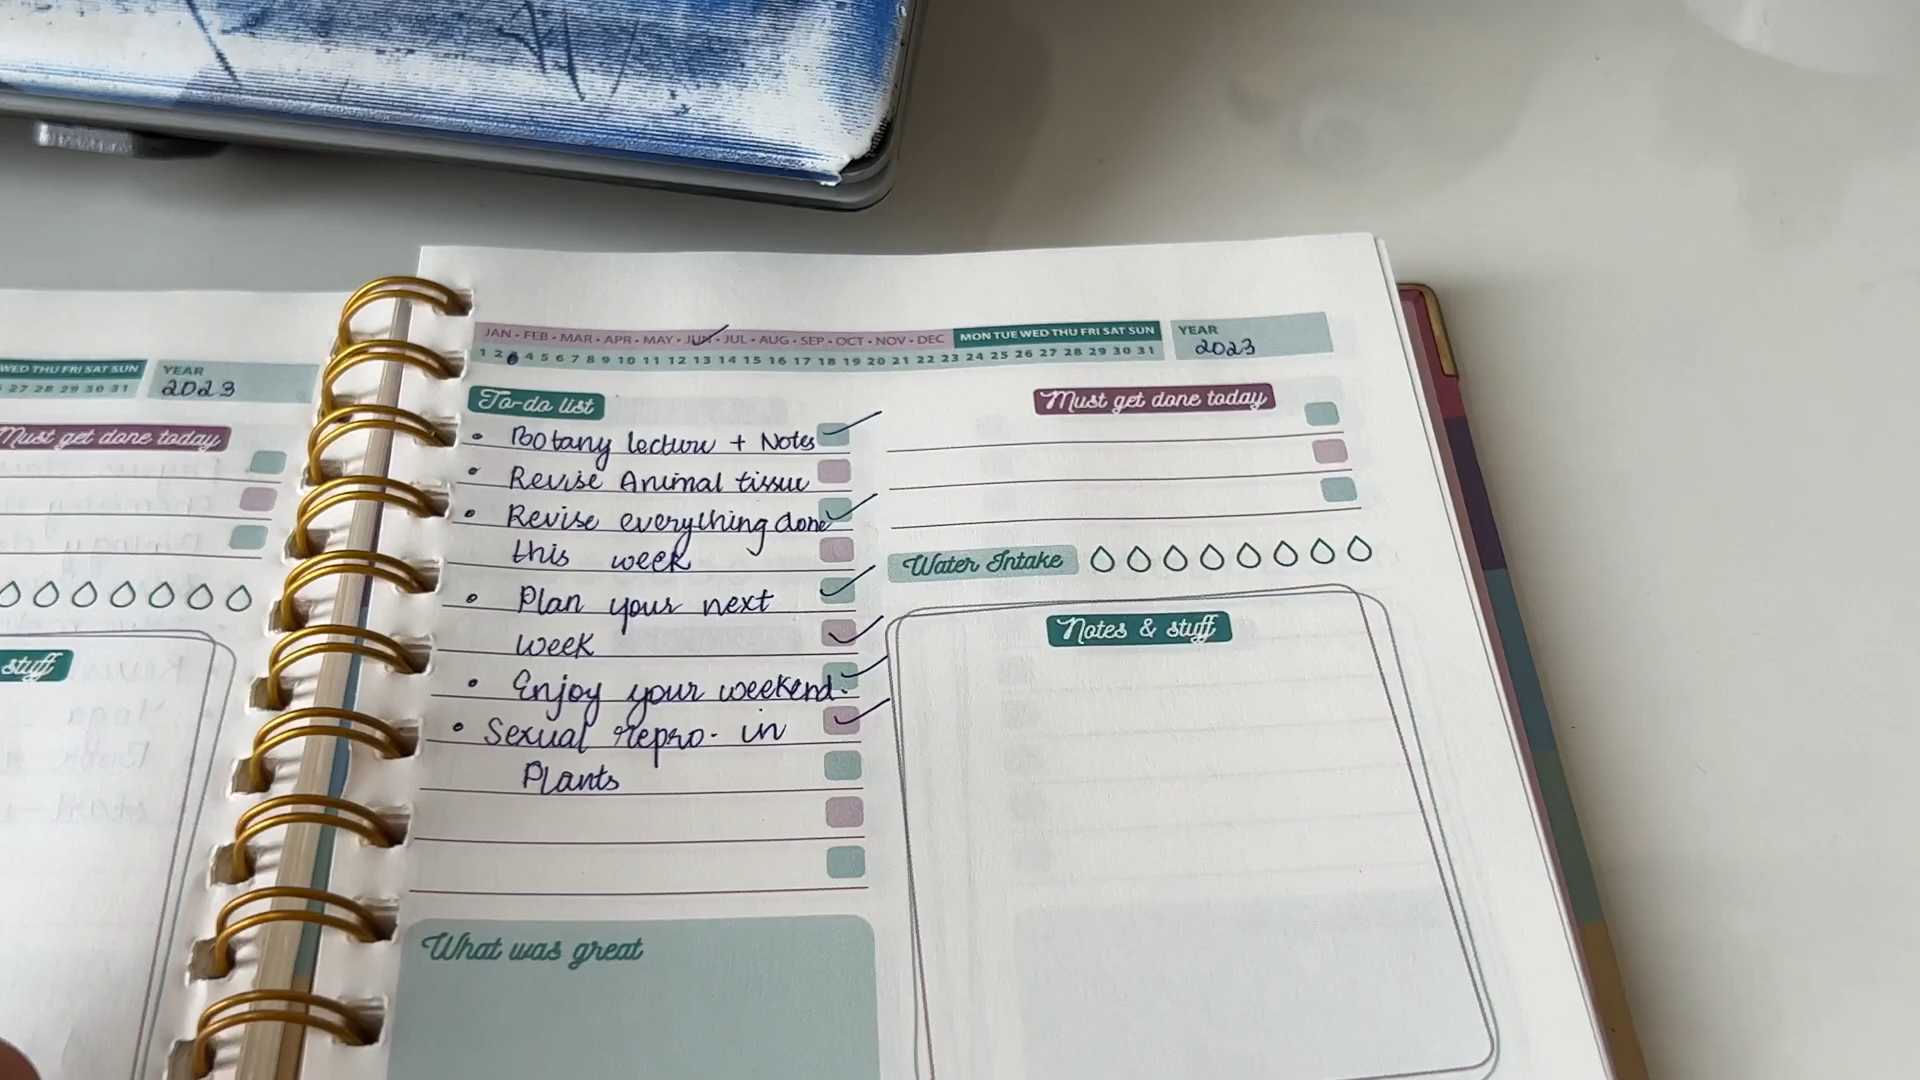 WED THU FRI SAT SUN
27 28 29 30 31
YEAR
2023
Must get done today
stuff
JAN • FEB • MAR • APR • MAY • JUN • JUL • AUG • SEP • OCT • NOV • DEC
MON TUE WED THU FRI SAT SUN
1 2 3 4 5 6 7 8 9 10 11 12 13 14 15 16 17 18 19 20 21 22 23 24 25 26 27 28 29 30 31
YEAR
2023
To-do list
• Botany lecture + Notes
• Revise Animal tissue
• Revise everything done
this week
• Plan your next
week
• Enjoy your weekend.
• Sexual repro. in
Plants
What was great
Must get done today
Water Intake
Notes & stuff